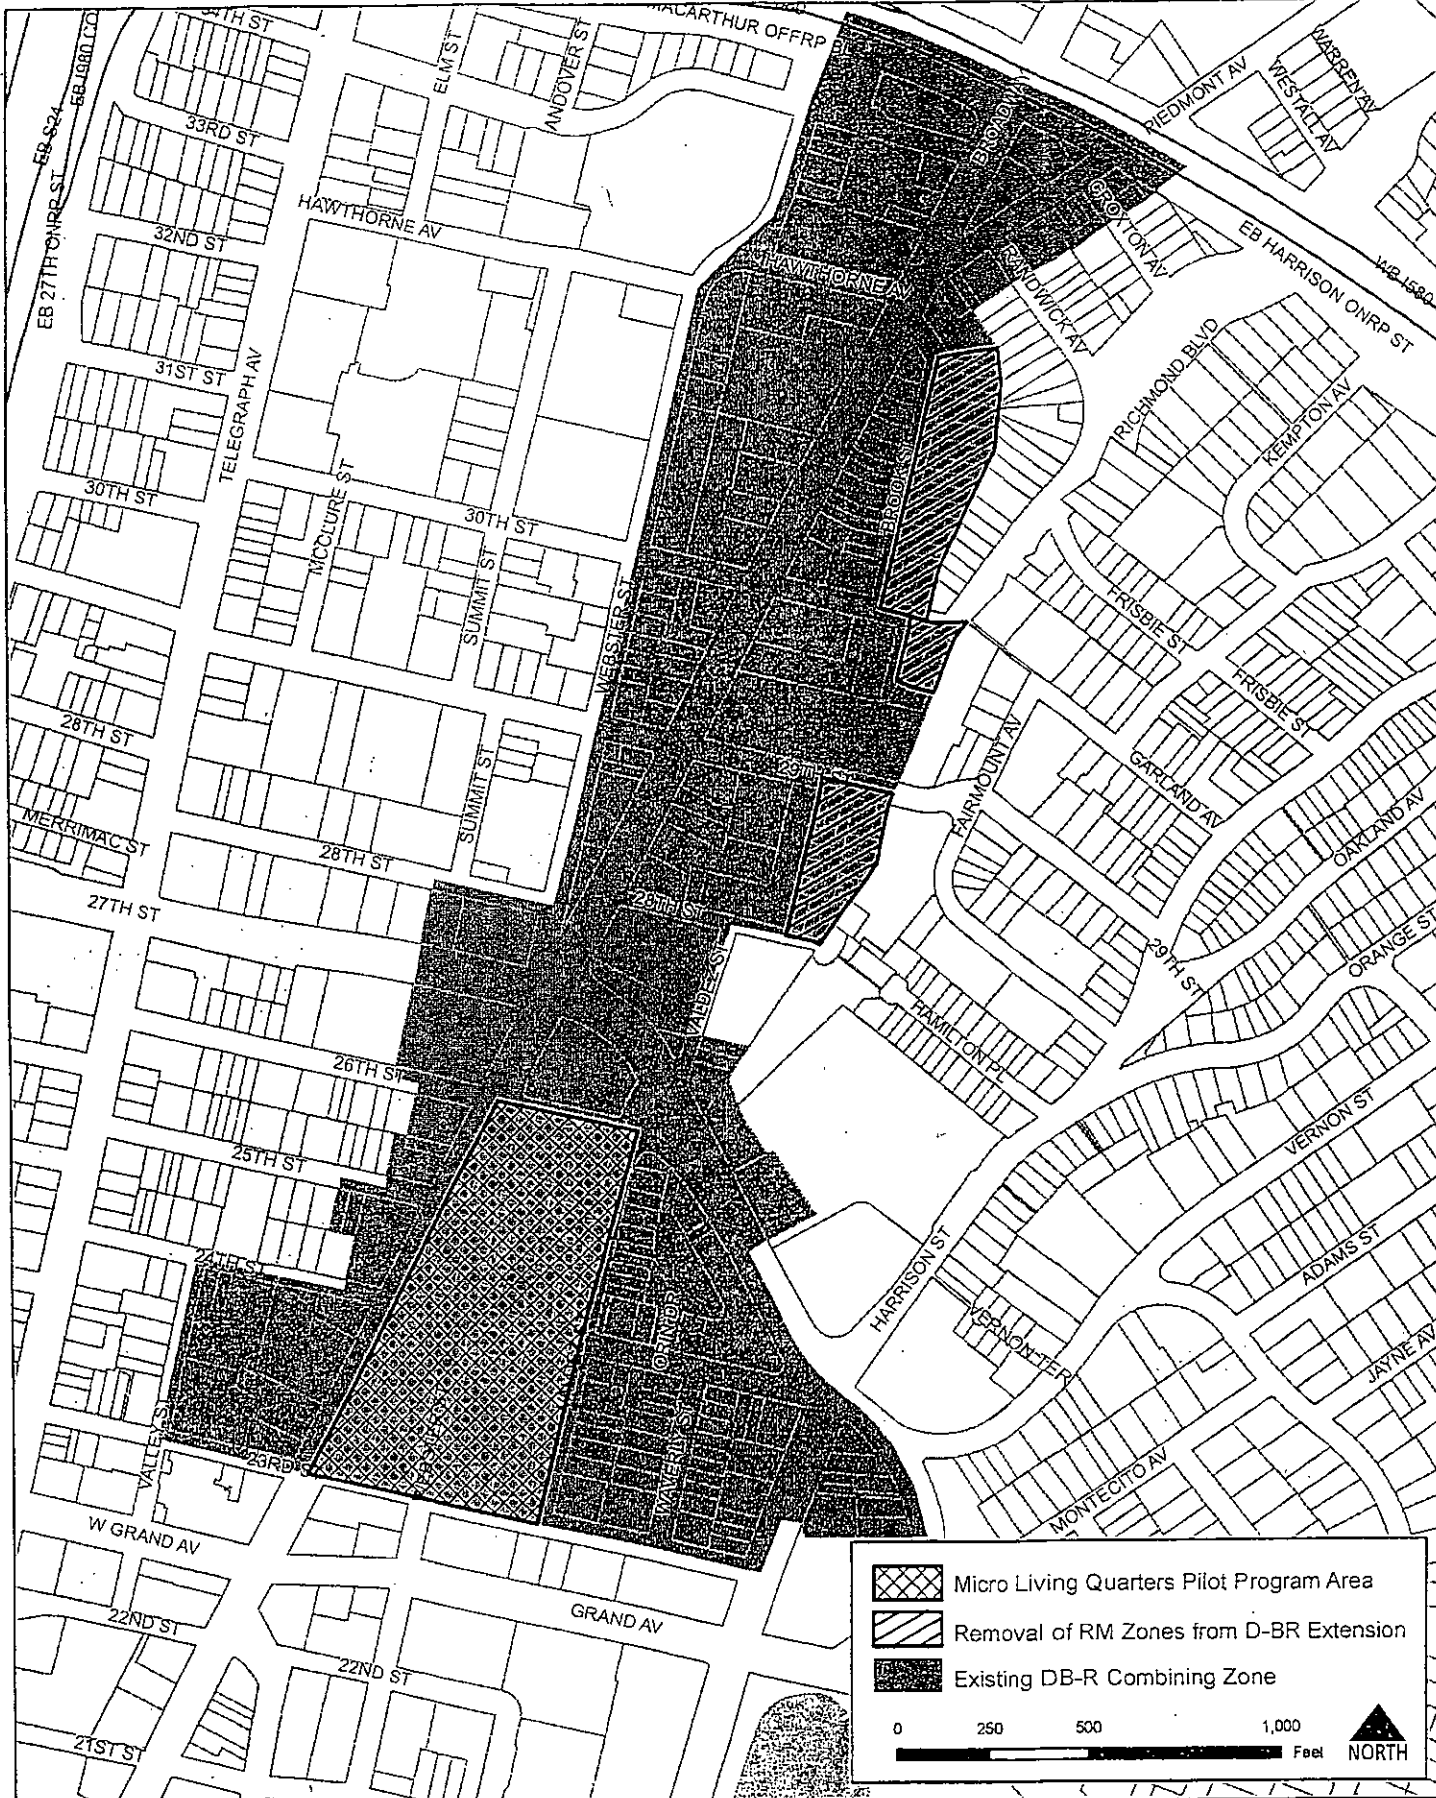 34TH ST
MACARTHUR OFFRP
ELM ST
ANDOVER ST
EB I980 CO
EB S24
33RD ST
EB 27TH ONRP ST
32ND ST
HAWTHORNE AV
PIEDMONT AV
WARREN AV
WESTALL AV
CROXTON AV
EB HARRISON ONRP ST
WB I580
HAWTHORNE AV
RANDWICK AV
RICHMOND BLVD
KEMPTON AV
31ST ST
TELEGRAPH AV
30TH ST
MCCLURE ST
30TH ST
SUMMIT ST
WEBSTER ST
BROOK ST
FRISBIE ST
FRISBIE ST
28TH ST
SUMMIT ST
FAIRMOUNT AV
GARLAND AV
OAKLAND AV
MERRIMAC ST
28TH ST
27TH ST
28TH ST
VALDEZ ST
29TH ST
ORANGE ST
26TH ST
HAMILTON PL
25TH ST
VERNON ST
24TH ST
HARRISON ST
ADAMS ST
VERNON TER
JAYNE AV
VALLEY ST
23RD
WAVERLY ST
MONTECITO AV
W GRAND AV
22ND ST
GRAND AV
22ND ST
21ST ST
Micro Living Quarters Pilot Program Area
Removal of RM Zones from D-BR Extension
Existing DB-R Combining Zone
0 250 500 1,000
Feet
NORTH